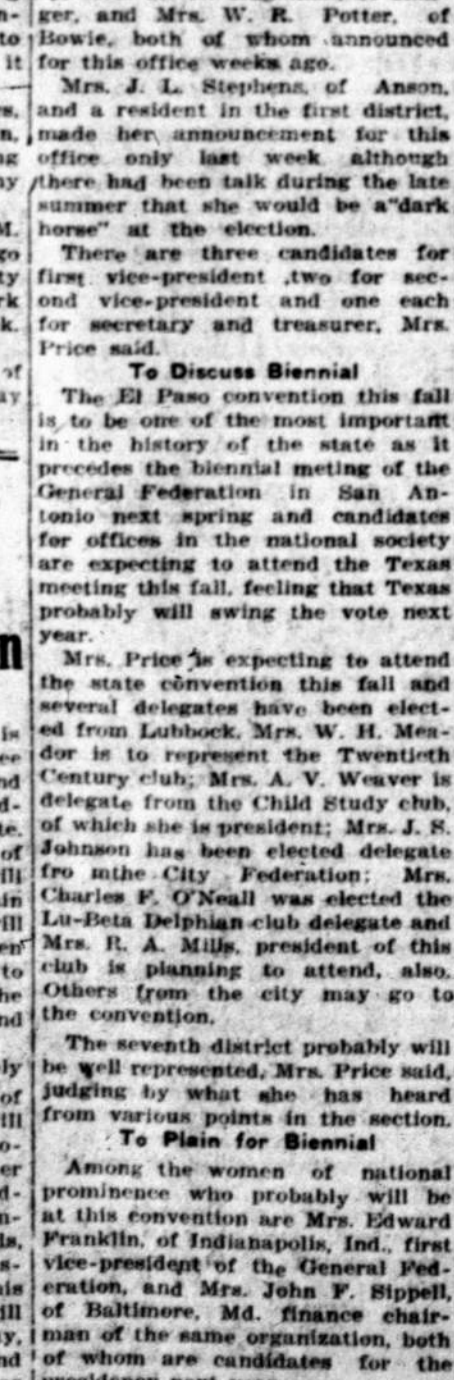 ger, and Mrs. W. R. Potter, of
Bowie, both of whom announced
for this office weeks ago.
Mrs. J. L. Stephens, of Anson,
and a resident in the first district,
made her announcement for this
office only last week although
there had been talk during the late
summer that she would be a "dark
horse" at the election.
There are three candidates for
first vice-president ,two for sec-
ond vice-president and one each
for secretary and treasurer, Mrs.
Price said.
To Discuss Biennial
The El Paso convention this fall
is to be one of the most important
in the history of the state as it
precedes the biennial meting of the
General Federation in San An-
tonio next spring and candidates
for offices in the national society
are expecting to attend the Texas
meeting this fall, feeling that Texas
probably will swing the vote next
year.
Mrs. Price is expecting to attend
the state convention this fall and
several delegates have been elect-
ed from Lubbock. Mrs. W. H. Mea-
dor is to represent the Twentieth
Century club; Mrs. A. V. Weaver is
delegate from the Child Study club,
of which she is president; Mrs. J. S.
Johnson has been elected delegate
fro mthe City Federation; Mrs.
Charles F. O'Neall was elected the
Lu-Beta Delphian club delegate and
Mrs. R. A. Mills, president of this
club is planning to attend, also.
Others from the city may go to
the convention.
The seventh district probably will
be well represented, Mrs. Price said,
judging by what she has heard
from various points in the section.
To Plain for Biennial
Among the women of national
prominence who probably will be
at this convention are Mrs. Edward
Franklin, of Indianapolis, Ind., first
vice-president of the General Fed-
eration, and Mrs. John F. Sippell,
of Baltimore, Md. finance chair-
man of the same organization, both
of whom are candidates for the